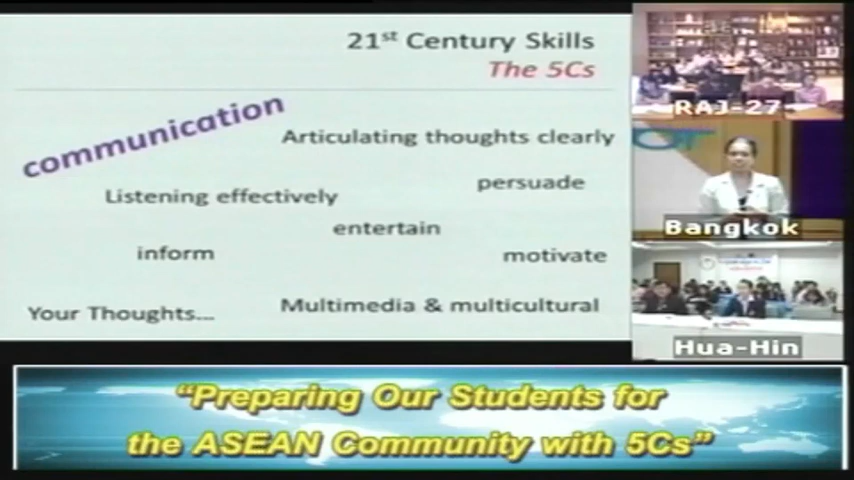 21st Century Skills
The 5Cs
communication
Articulating thoughts clearly
Listening effectively
persuade
entertain
inform
motivate
Your Thoughts...
Multimedia & multicultural
RAJ-27
Bangkok
Hua-Hin
"Preparing Our Students for
the ASEAN Community with 5Cs"